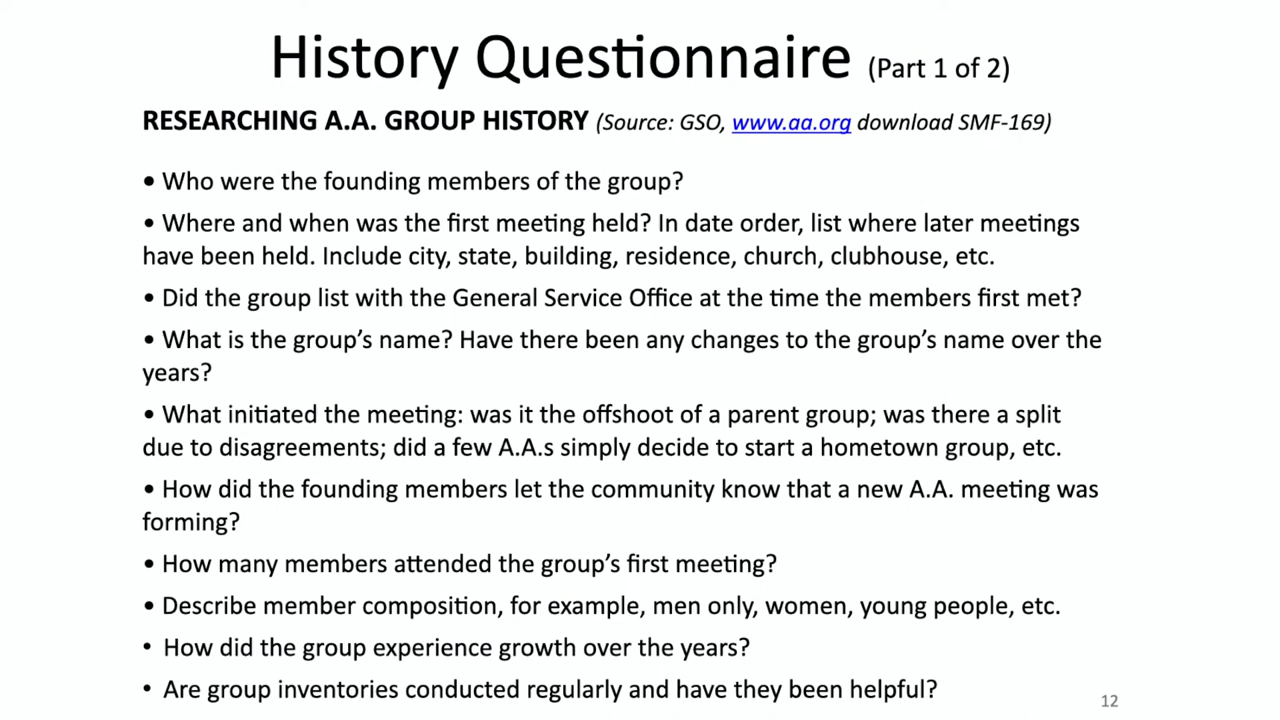 History Questionnaire (Part 1 of 2)
RESEARCHING A.A. GROUP HISTORY (Source: GSO, www.aa.org download SMF-169)
• Who were the founding members of the group?
• Where and when was the first meeting held? In date order, list where later meetings
have been held. Include city, state, building, residence, church, clubhouse, etc.
• Did the group list with the General Service Office at the time the members first met?
• What is the group’s name? Have there been any changes to the group’s name over the
years?
• What initiated the meeting: was it the offshoot of a parent group; was there a split
due to disagreements; did a few A.A.s simply decide to start a hometown group, etc.
• How did the founding members let the community know that a new A.A. meeting was
forming?
• How many members attended the group’s first meeting?
• Describe member composition, for example, men only, women, young people, etc.
• How did the group experience growth over the years?
• Are group inventories conducted regularly and have they been helpful?
12